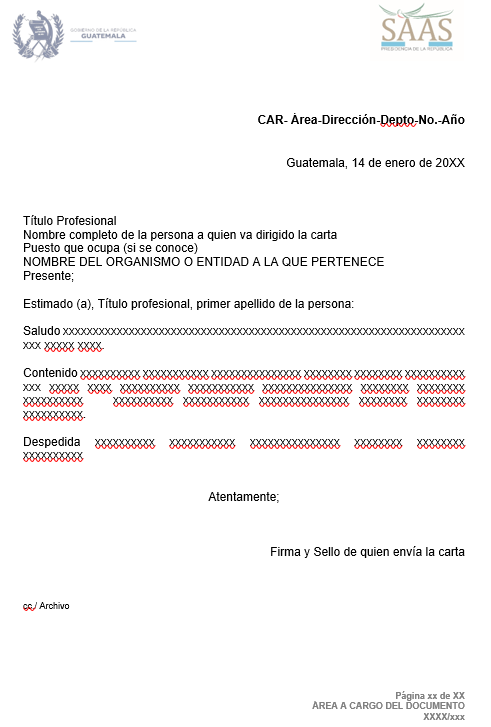 GOBIERNO DE LA REPÚBLICA
GUATEMALA
SAAS
PRESIDENCIA DE LA REPÚBLICA
CAR- Área-Dirección-Depto-No.-Año
Guatemala, 14 de enero de 20XX
Título Profesional
Nombre completo de la persona a quien va dirigido la carta
Puesto que ocupa (si se conoce)
NOMBRE DEL ORGANISMO O ENTIDAD A LA QUE PERTENECE
Presente;
Estimado (a), Título profesional, primer apellido de la persona:
Saludo xxxxxxxxxxxxxxxxxxxxxxxxxxxxxxxxxxxxxxxxxxxxxxxxxxxxxxxxxxxxxxxxxxx
xxx xxxxx xxxx.
Contenido xxxxxxxxxx xxxxxxxxxxx xxxxxxxxxxxxxxx xxxxxxxx xxxxxxxx xxxxxxxxxx
xxx xxxxx xxxx xxxxxxxxxx xxxxxxxxxxx xxxxxxxxxxxxxxx xxxxxxxx xxxxxxxx
xxxxxxxxxx xxxxxxxxxx xxxxxxxxxxx xxxxxxxxxxxxxxx xxxxxxxx xxxxxxxx
xxxxxxxxxx.
Despedida xxxxxxxxxx xxxxxxxxxxx xxxxxxxxxxxxxxx xxxxxxxx xxxxxxxx
xxxxxxxxxx
Atentamente;
Firma y Sello de quien envía la carta
cc./ Archivo
Página xx de XX
ÁREA A CARGO DEL DOCUMENTO
XXXX/xxx